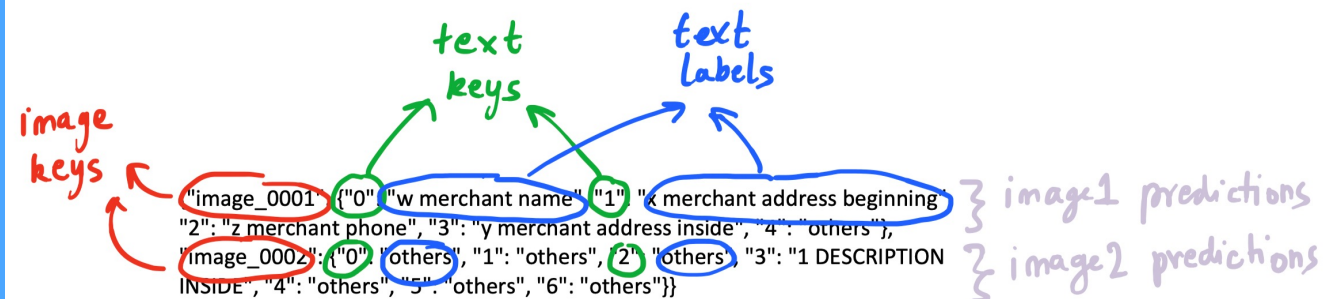 text
keys
text
labels
image
keys
"image_0001" {"0" "w merchant name" "1" "x merchant address beginning" } image1 predictions
"2": "z merchant phone", "3": "y merchant address inside", "4": "others"},
"image_0002": {"0" "others", "1": "others", "2" "others", "3": "1 DESCRIPTION } image2 predictions
INSIDE", "4": "others", "5": "others", "6": "others"}}